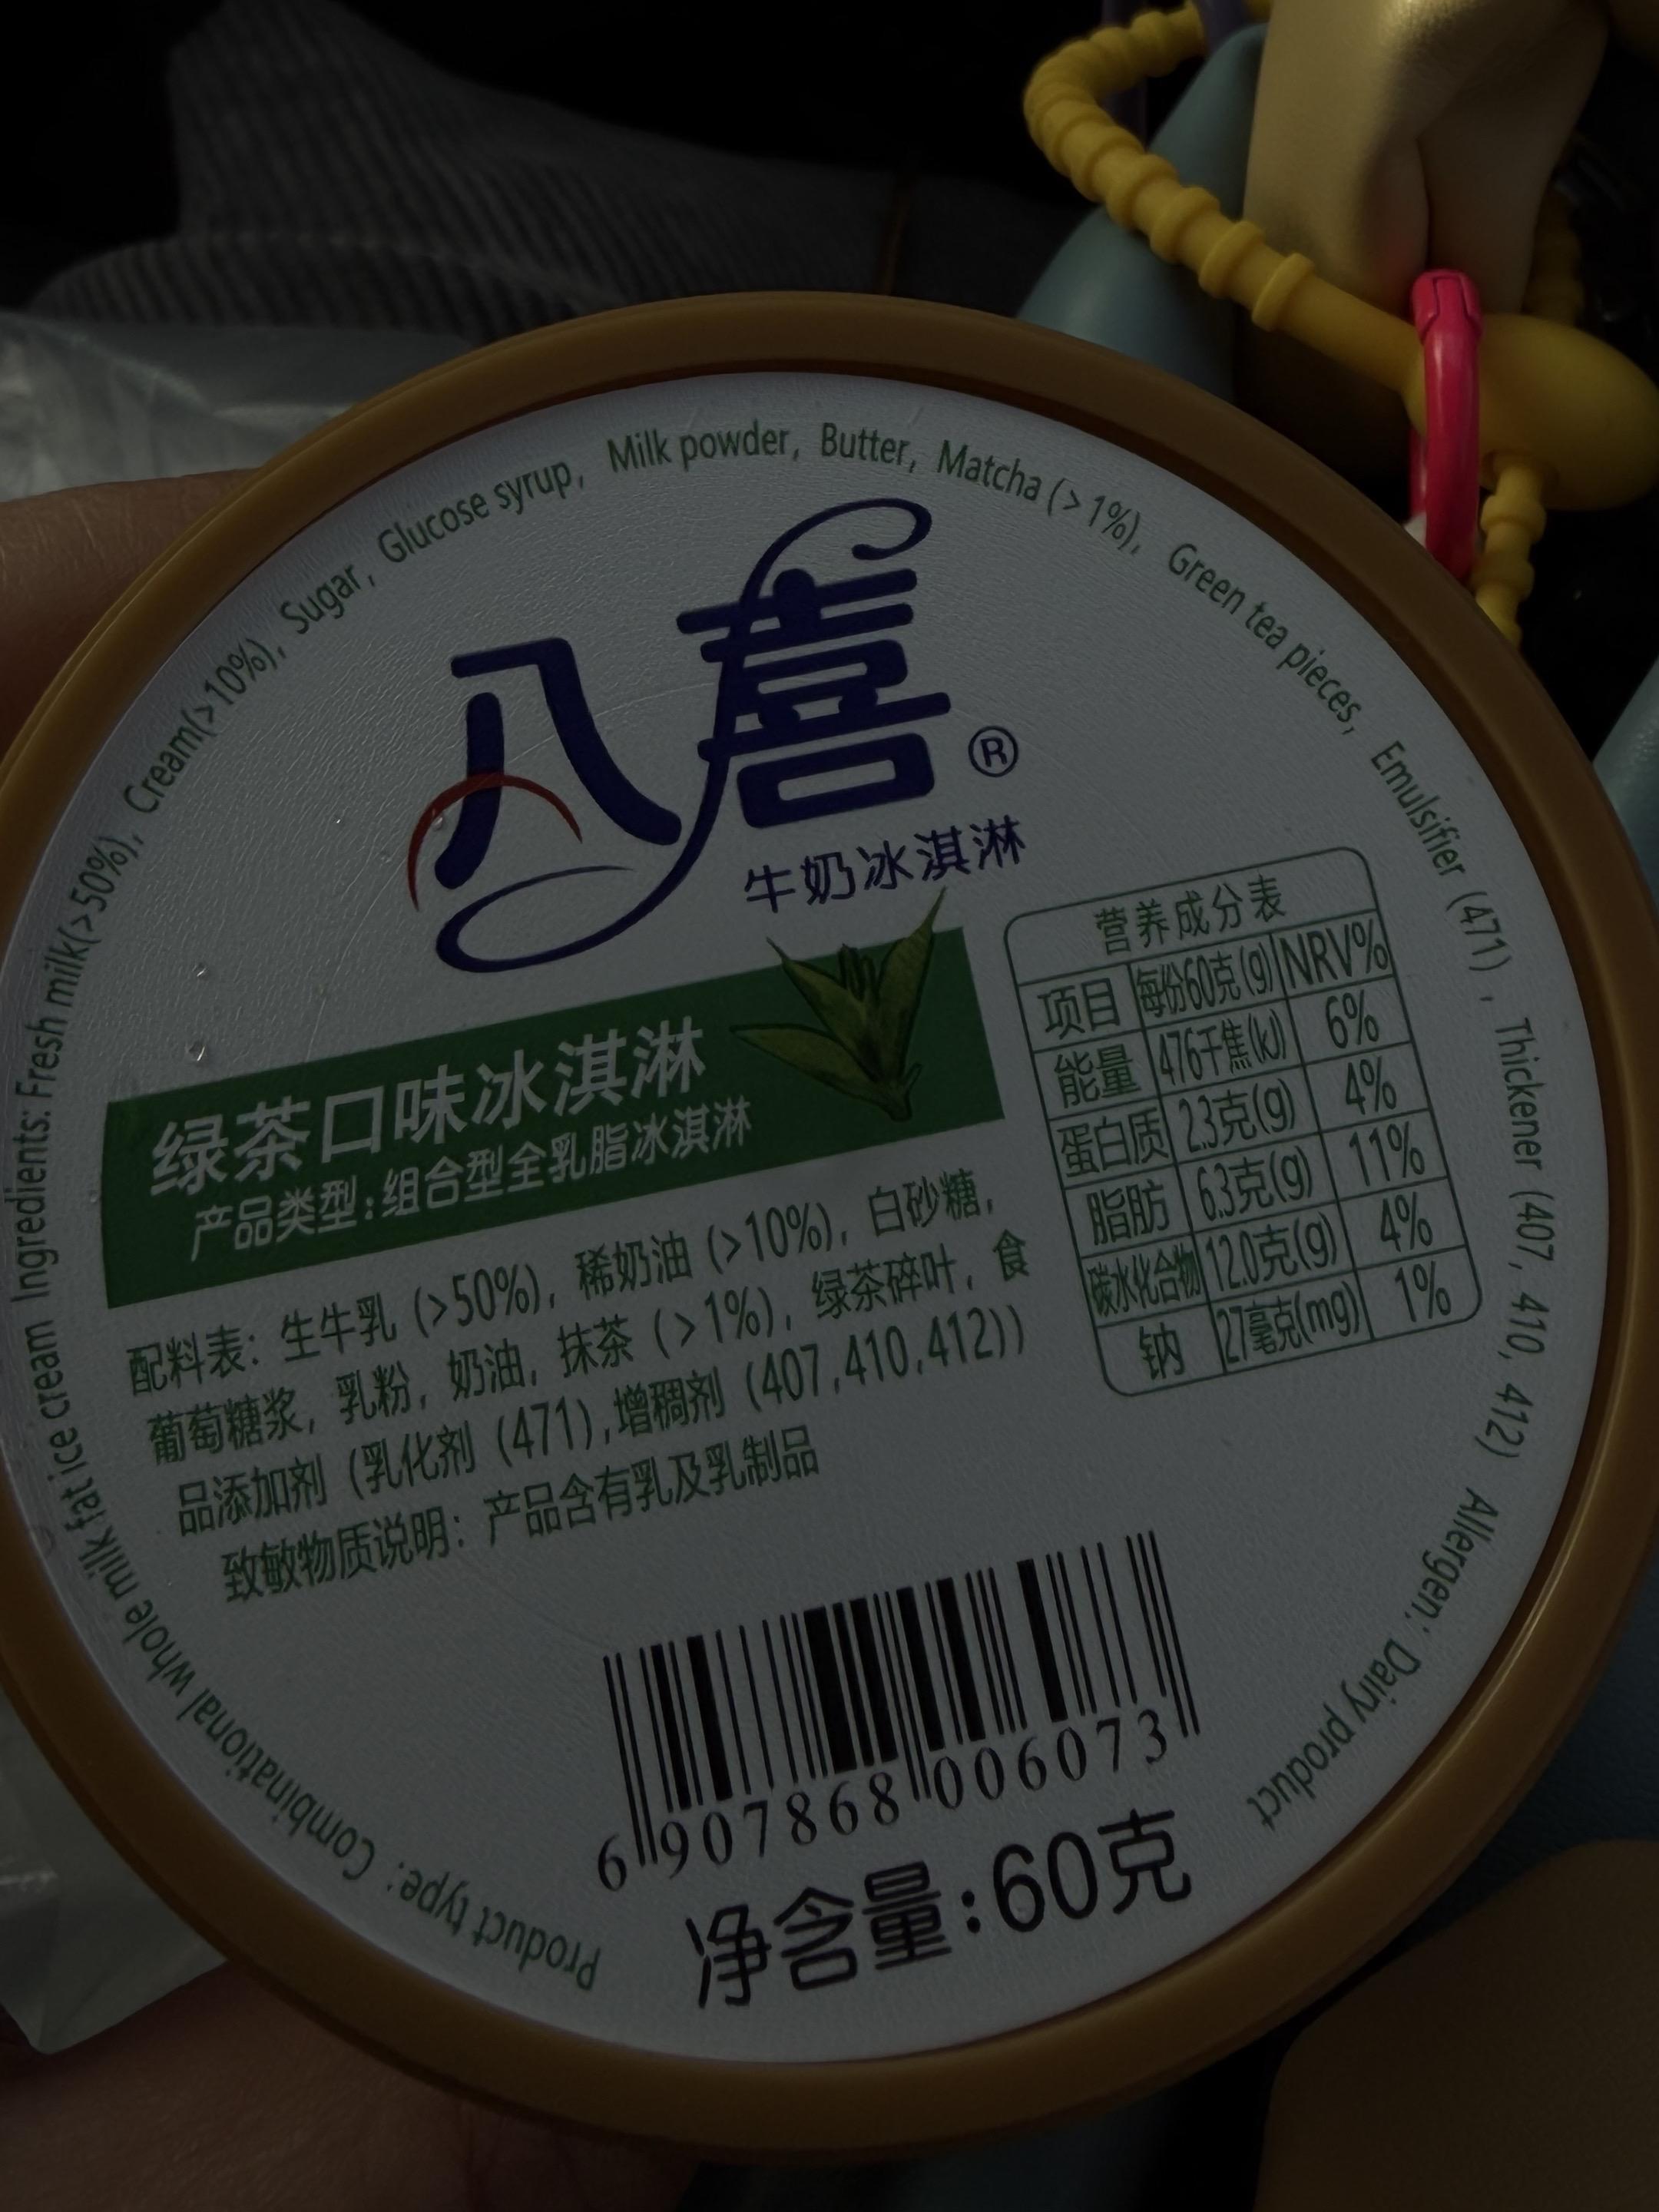 Product type: Combinational whole milk fat ice cream Ingredients: Fresh milk(>50%), Cream(>10%), Sugar, Glucose syrup, Milk powder, Butter, Matcha (>1%), Green tea pieces, Emulsifier (471), Thickener (407, 410, 412) Allergen: Dairy product
八喜®
牛奶冰淇淋
绿茶口味冰淇淋
产品类型:组合型全乳脂冰淇淋
配料表: 生牛乳 (>50%), 稀奶油 (>10%), 白砂糖,
葡萄糖浆, 乳粉, 奶油, 抹茶 (>1%), 绿茶碎叶, 食
品添加剂 (乳化剂 (471),增稠剂 (407,410,412))
致敏物质说明: 产品含有乳及乳制品
营养成分表
项目 每份60克(g) NRV%
能量 476千焦(kJ) 6%
蛋白质 2.3克(g) 4%
脂肪 6.3克(g) 11%
碳水化合物 12.0克(g) 4%
钠 27毫克(mg) 1%
6 907868 006073
净含量:60克